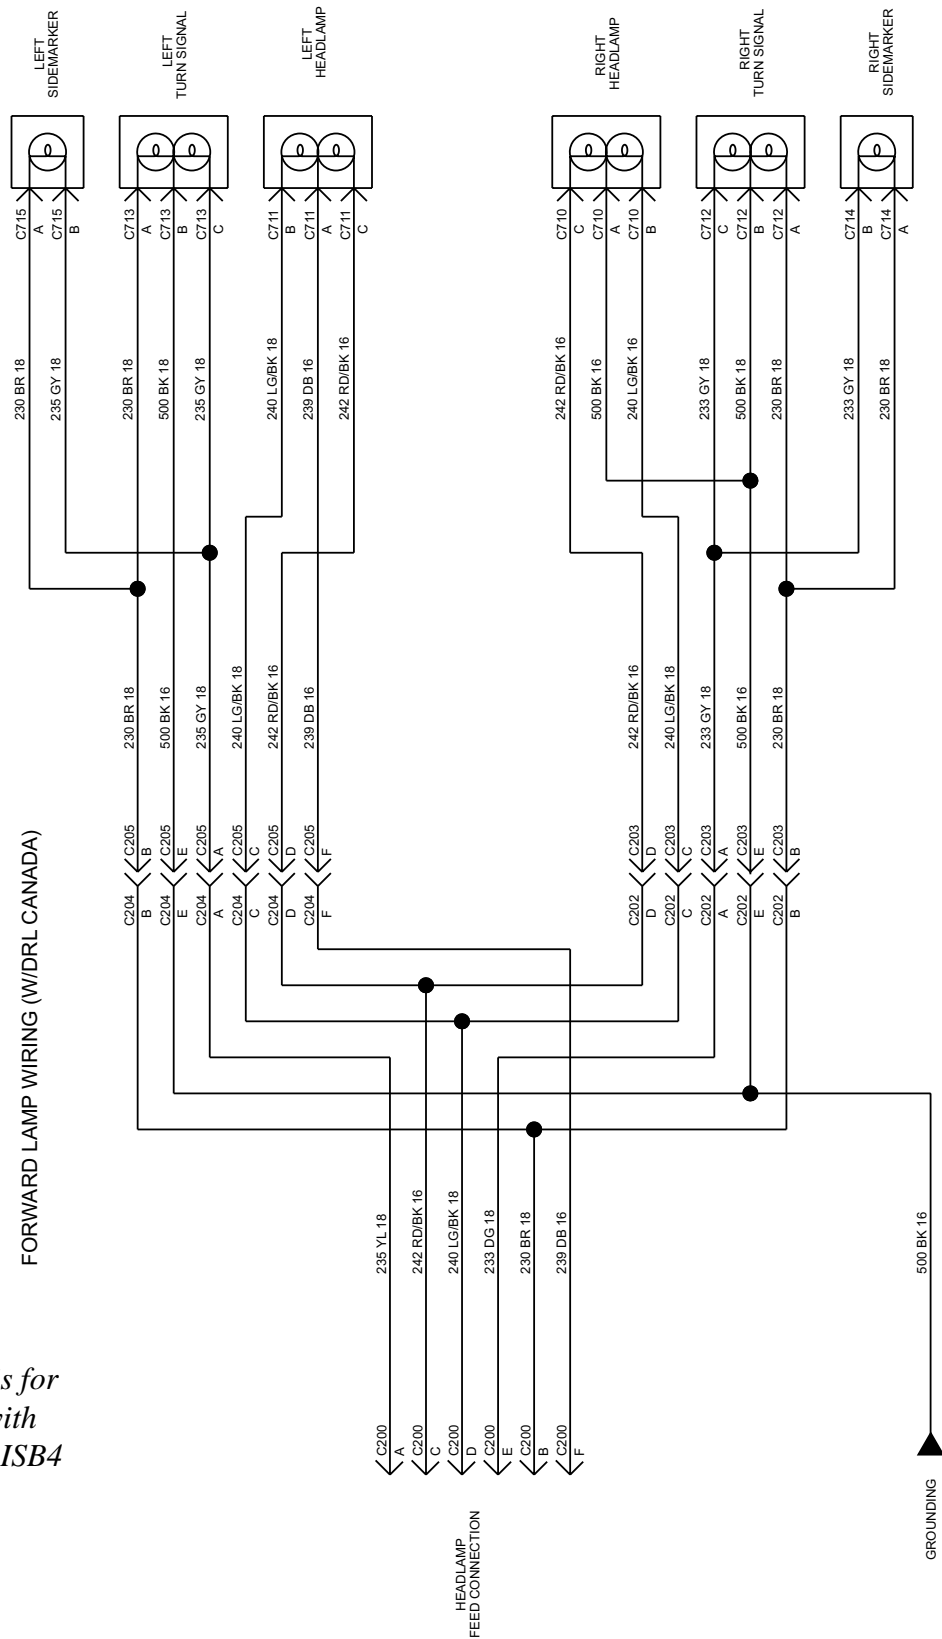 LEFT
SIDEMARKER
LEFT
TURN SIGNAL
LEFT
HEADLAMP
RIGHT
HEADLAMP
RIGHT
TURN SIGNAL
RIGHT
SIDEMARKER
C715
A
C715
B
C713
A
C713
B
C713
C
C711
B
C711
A
C711
C
C710
C
C710
A
C710
B
C712
C
C712
B
C712
A
C714
B
C714
A
230 BR 18
235 GY 18
230 BR 18
500 BK 18
235 GY 18
240 LG/BK 18
239 DB 16
242 RD/BK 16
242 RD/BK 16
500 BK 16
240 LG/BK 16
233 GY 18
500 BK 18
230 BR 18
233 GY 18
230 BR 18
230 BR 18
500 BK 16
235 GY 18
240 LG/BK 18
242 RD/BK 16
239 DB 16
242 RD/BK 16
240 LG/BK 18
233 GY 18
500 BK 16
230 BR 18
C205
B
C205
E
C205
A
C205
C
C205
D
C205
F
C203
D
C203
C
C203
A
C203
E
C203
B
C204
B
C204
E
C204
A
C204
C
C204
D
C204
F
C202
D
C202
C
C202
A
C202
E
C202
B
FORWARD LAMP WIRING (W/DRL CANADA)
235 YL 18
242 RD/BK 16
240 LG/BK 18
233 DG 18
230 BR 18
239 DB 16
500 BK 16
s for
with
ISB4
C200
A
C200
C
C200
D
C200
E
C200
B
C200
F
HEADLAMP
FEED CONNECTION
GROUNDING